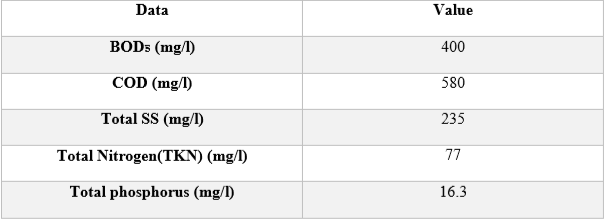 Data Value
BOD₅ (mg/l) 400
COD (mg/l) 580
Total SS (mg/l) 235
Total Nitrogen(TKN) (mg/l) 77
Total phosphorus (mg/l) 16.3